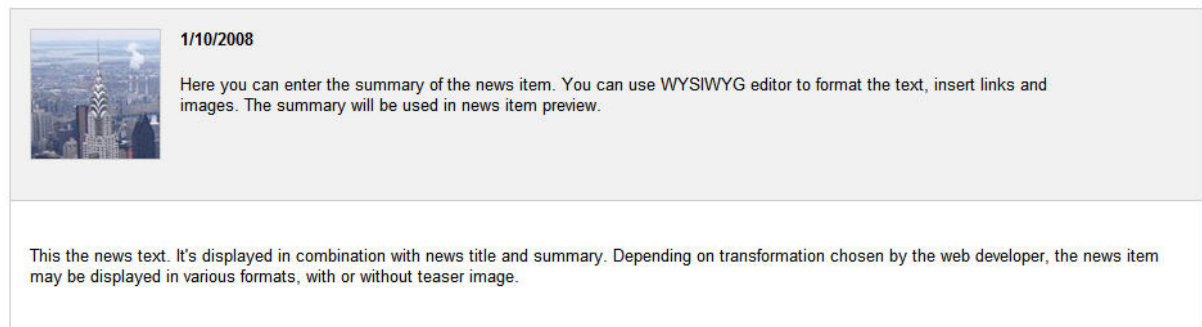 1/10/2008
Here you can enter the summary of the news item. You can use WYSIWYG editor to format the text, insert links and
images. The summary will be used in news item preview.
This the news text. It's displayed in combination with news title and summary. Depending on transformation chosen by the web developer, the news item
may be displayed in various formats, with or without teaser image.